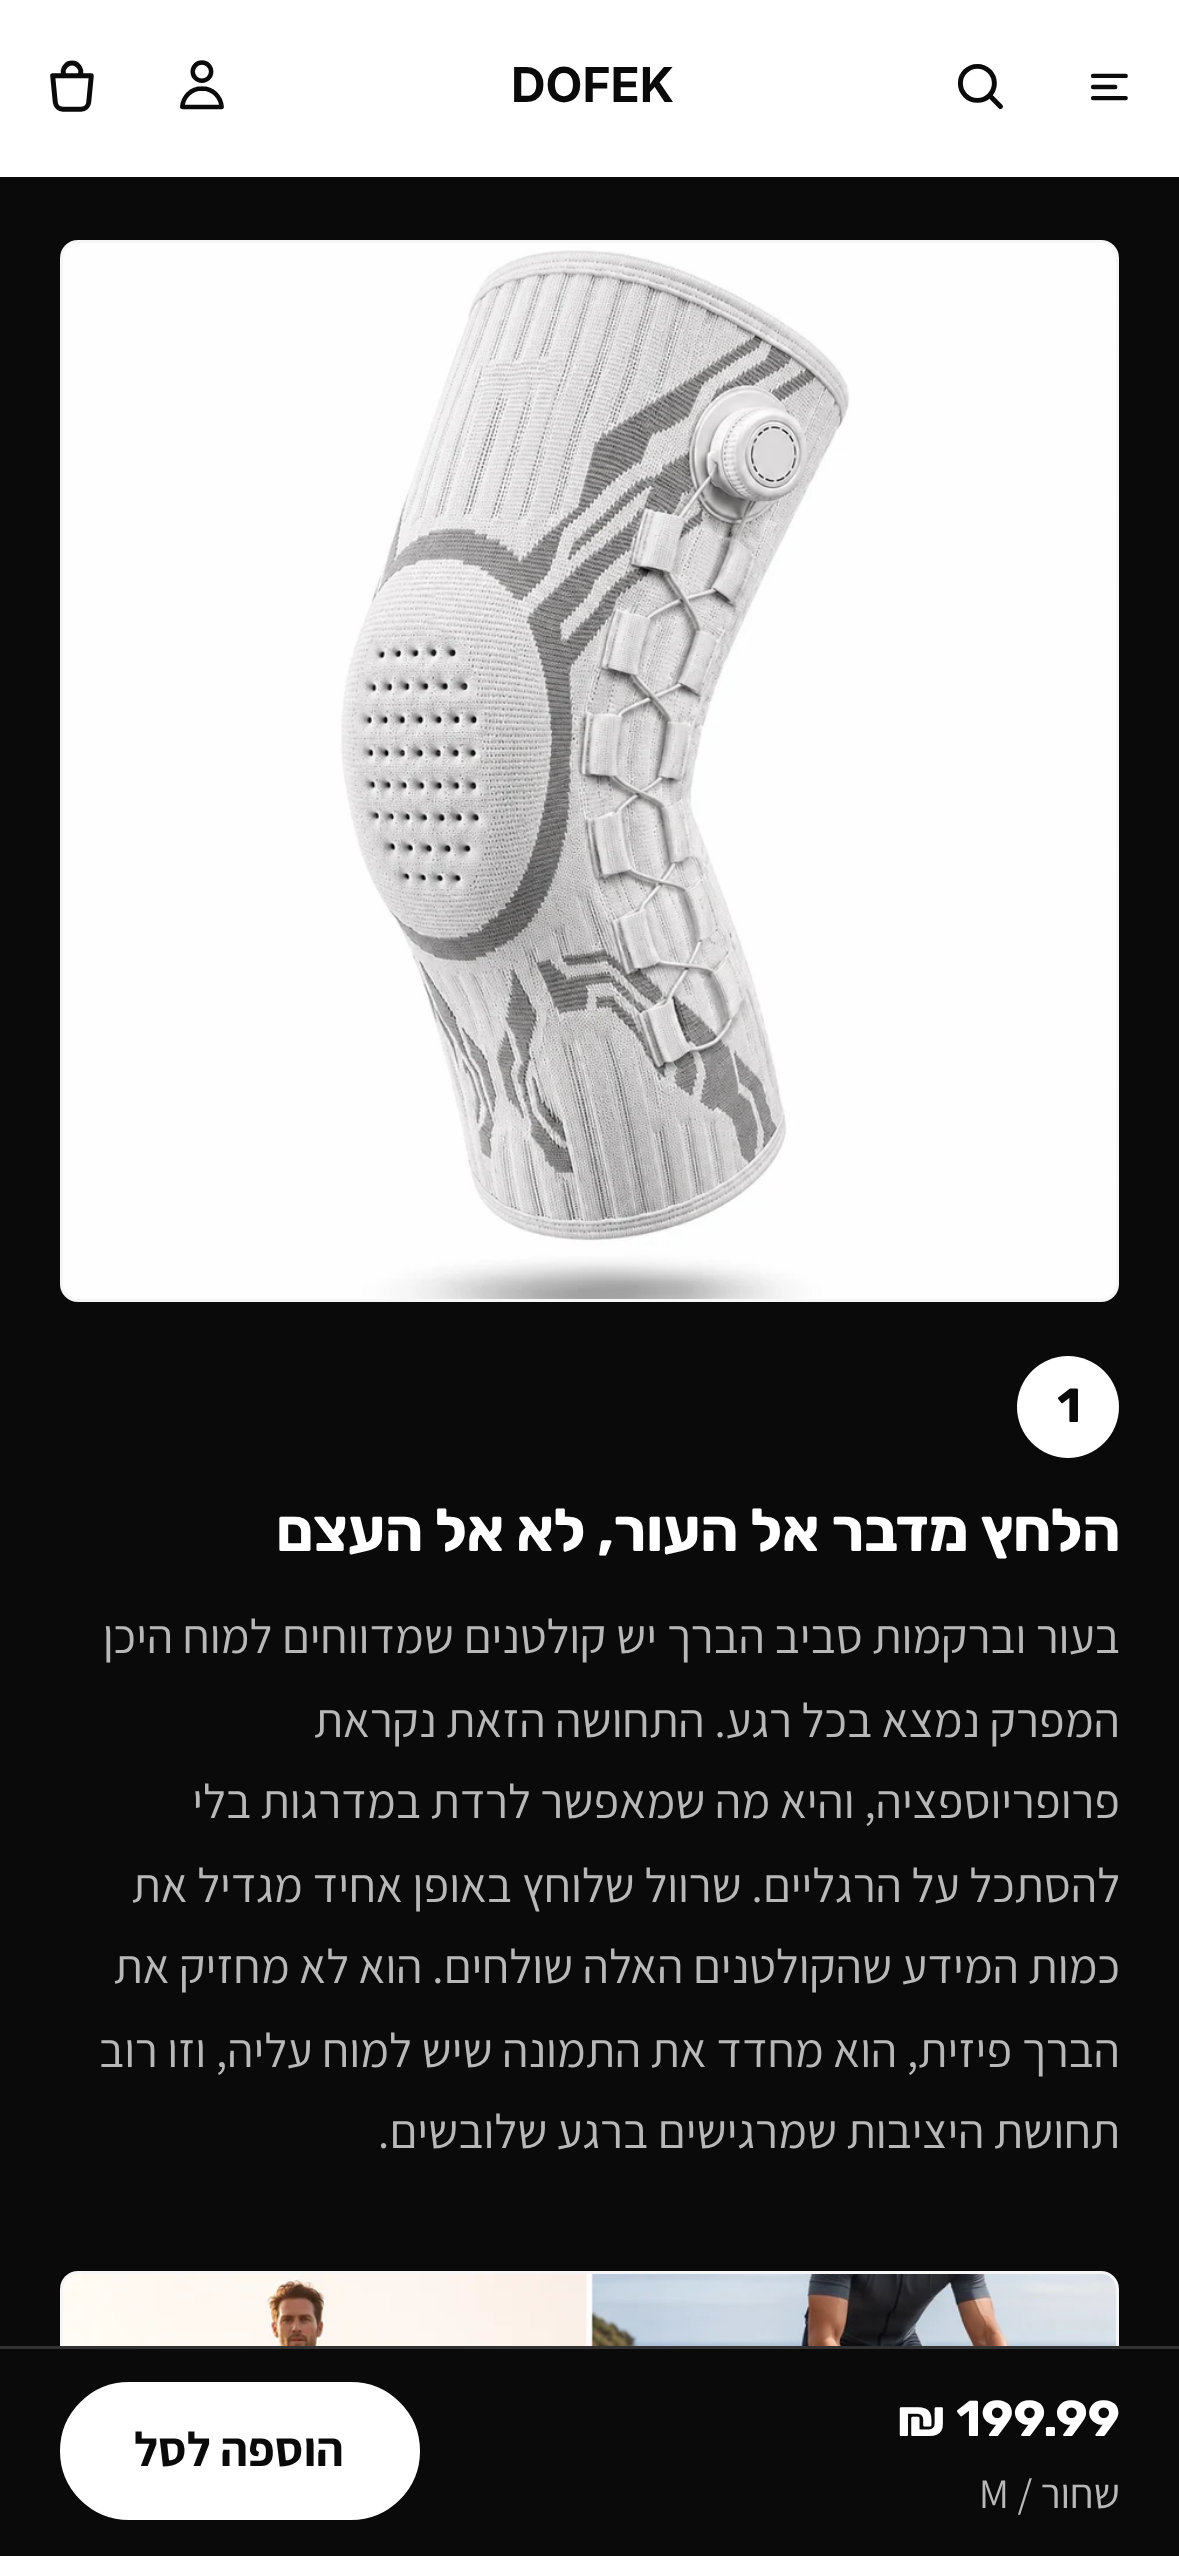 DOFEK
1
הלחץ מדבר אל העור, לא אל העצם
בעור וברקמות סביב הברך יש קולטנים שמדווחים למוח היכן
המפרק נמצא בכל רגע. התחושה הזאת נקראת
פרופריוספציה, והיא מה שמאפשר לרדת במדרגות בלי
להסתכל על הרגליים. שרוול שלוחץ באופן אחיד מגדיל את
כמות המידע שהקולטנים האלה שולחים. הוא לא מחזיק את
הברך פיזית, הוא מחדד את התמונה שיש למוח עליה, וזו רוב
תחושת היציבות שמרגישים ברגע שלובשים.
199.99 ₪
שחור / M
הוספה לסל